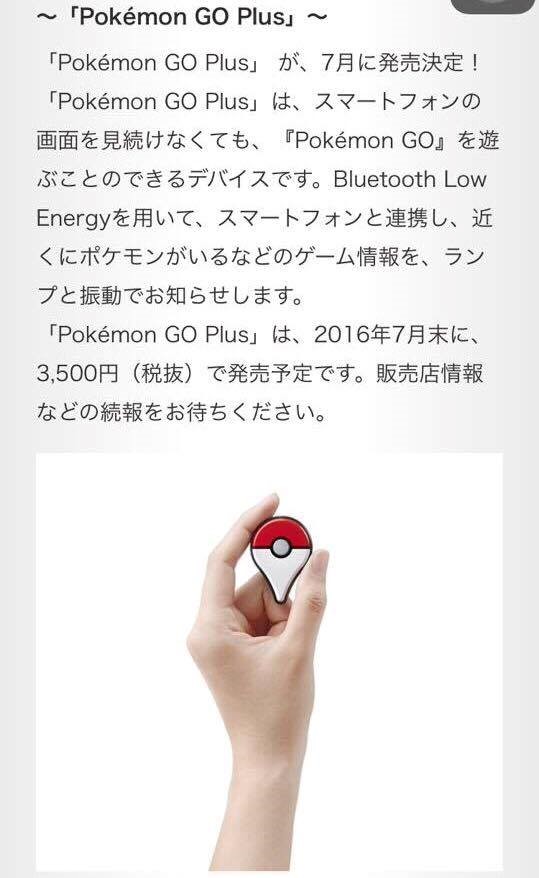 ～「Pokémon GO Plus」～
「Pokémon GO Plus」 が、7月に発売決定！
「Pokémon GO Plus」は、スマートフォンの
画面を見続けなくても、『Pokémon GO』を遊
ぶことのできるデバイスです。Bluetooth Low
Energyを用いて、スマートフォンと連携し、近
くにポケモンがいるなどのゲーム情報を、ラン
プと振動でお知らせします。
「Pokémon GO Plus」は、2016年7月末に、
3,500円（税抜）で発売予定です。販売店情報
などの続報をお待ちください。